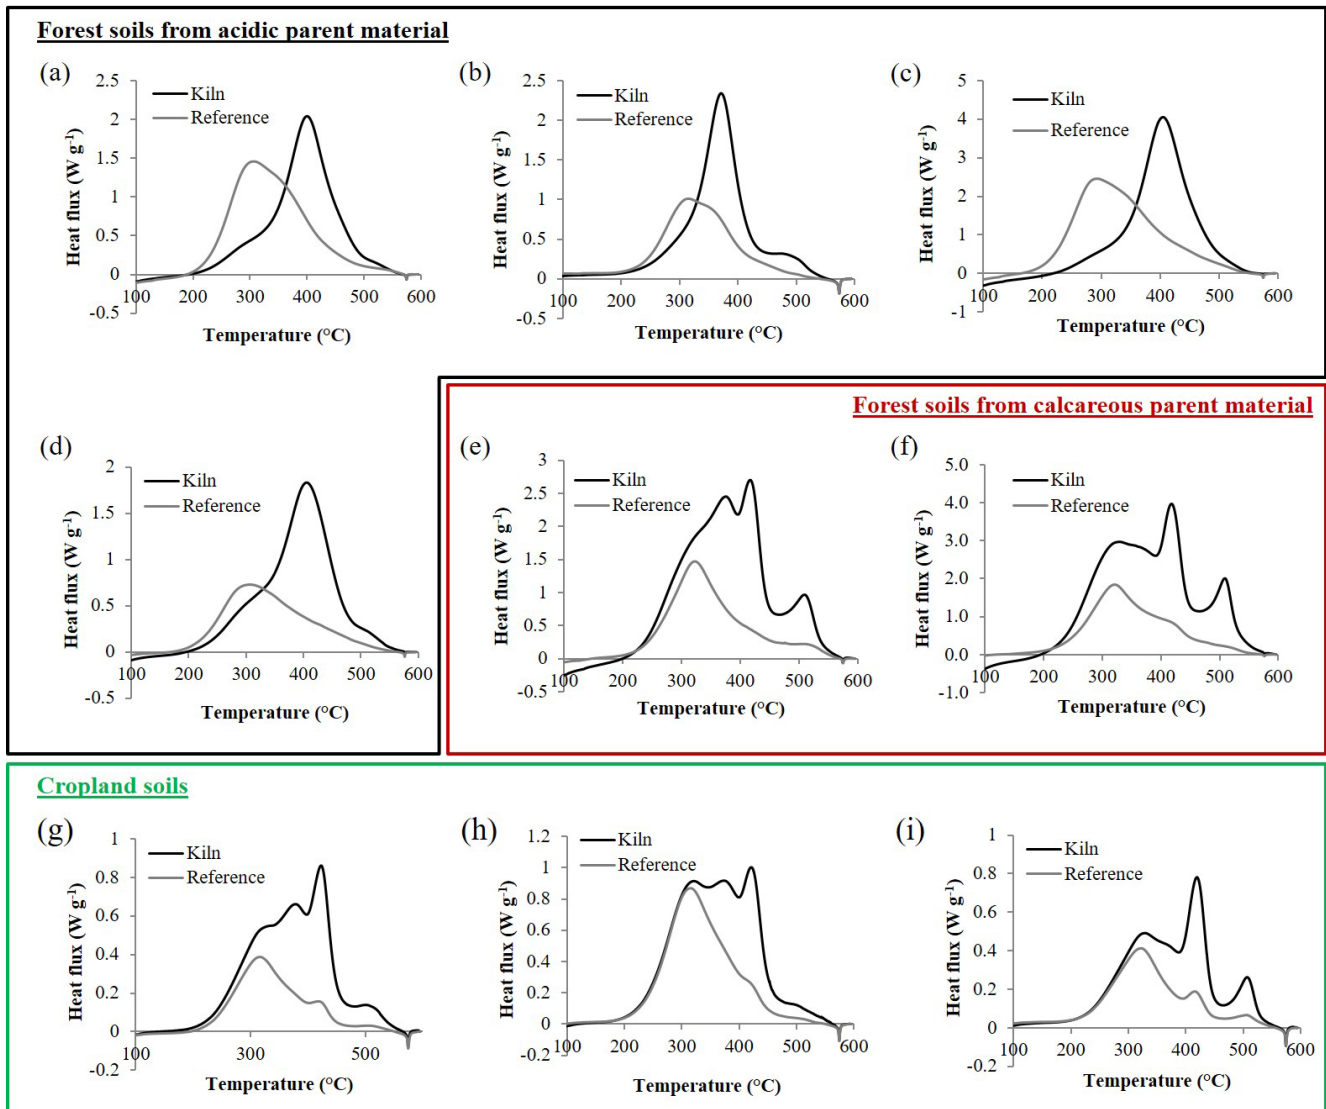 Forest soils from acidic parent material
(a)
2.5
2
1.5
1
0.5
0
-0.5
Heat flux (W g⁻¹)
Kiln
Reference
100 200 300 400 500 600
Temperature (°C)
(b)
2.5
2
1.5
1
0.5
0
-0.5
Heat flux (W g⁻¹)
Kiln
Reference
100 200 300 400 500 600
Temperature (°C)
(c)
5
4
3
2
1
0
-1
Heat flux (W g⁻¹)
Kiln
Reference
100 200 300 400 500 600
Temperature (°C)
(d)
2
1.5
1
0.5
0
-0.5
Heat flux (W g⁻¹)
Kiln
Reference
100 200 300 400 500 600
Temperature (°C)
Forest soils from calcareous parent material
(e)
3
2.5
2
1.5
1
0.5
0
-0.5
Heat flux (W g⁻¹)
Kiln
Reference
100 200 300 400 500 600
Temperature (°C)
(f)
5.0
4.0
3.0
2.0
1.0
0.0
-1.0
Heat flux (W g⁻¹)
Kiln
Reference
100 200 300 400 500 600
Temperature (°C)
Cropland soils
(g)
1
0.8
0.6
0.4
0.2
0
-0.2
Heat flux (W g⁻¹)
Kiln
Reference
100 300 500
Temperature (°C)
(h)
1.2
1
0.8
0.6
0.4
0.2
0
-0.2
Heat flux (W g⁻¹)
Kiln
Reference
100 200 300 400 500 600
Temperature (°C)
(i)
1
0.8
0.6
0.4
0.2
0
-0.2
Heat flux (W g⁻¹)
Kiln
Reference
100 200 300 400 500 600
Temperature (°C)